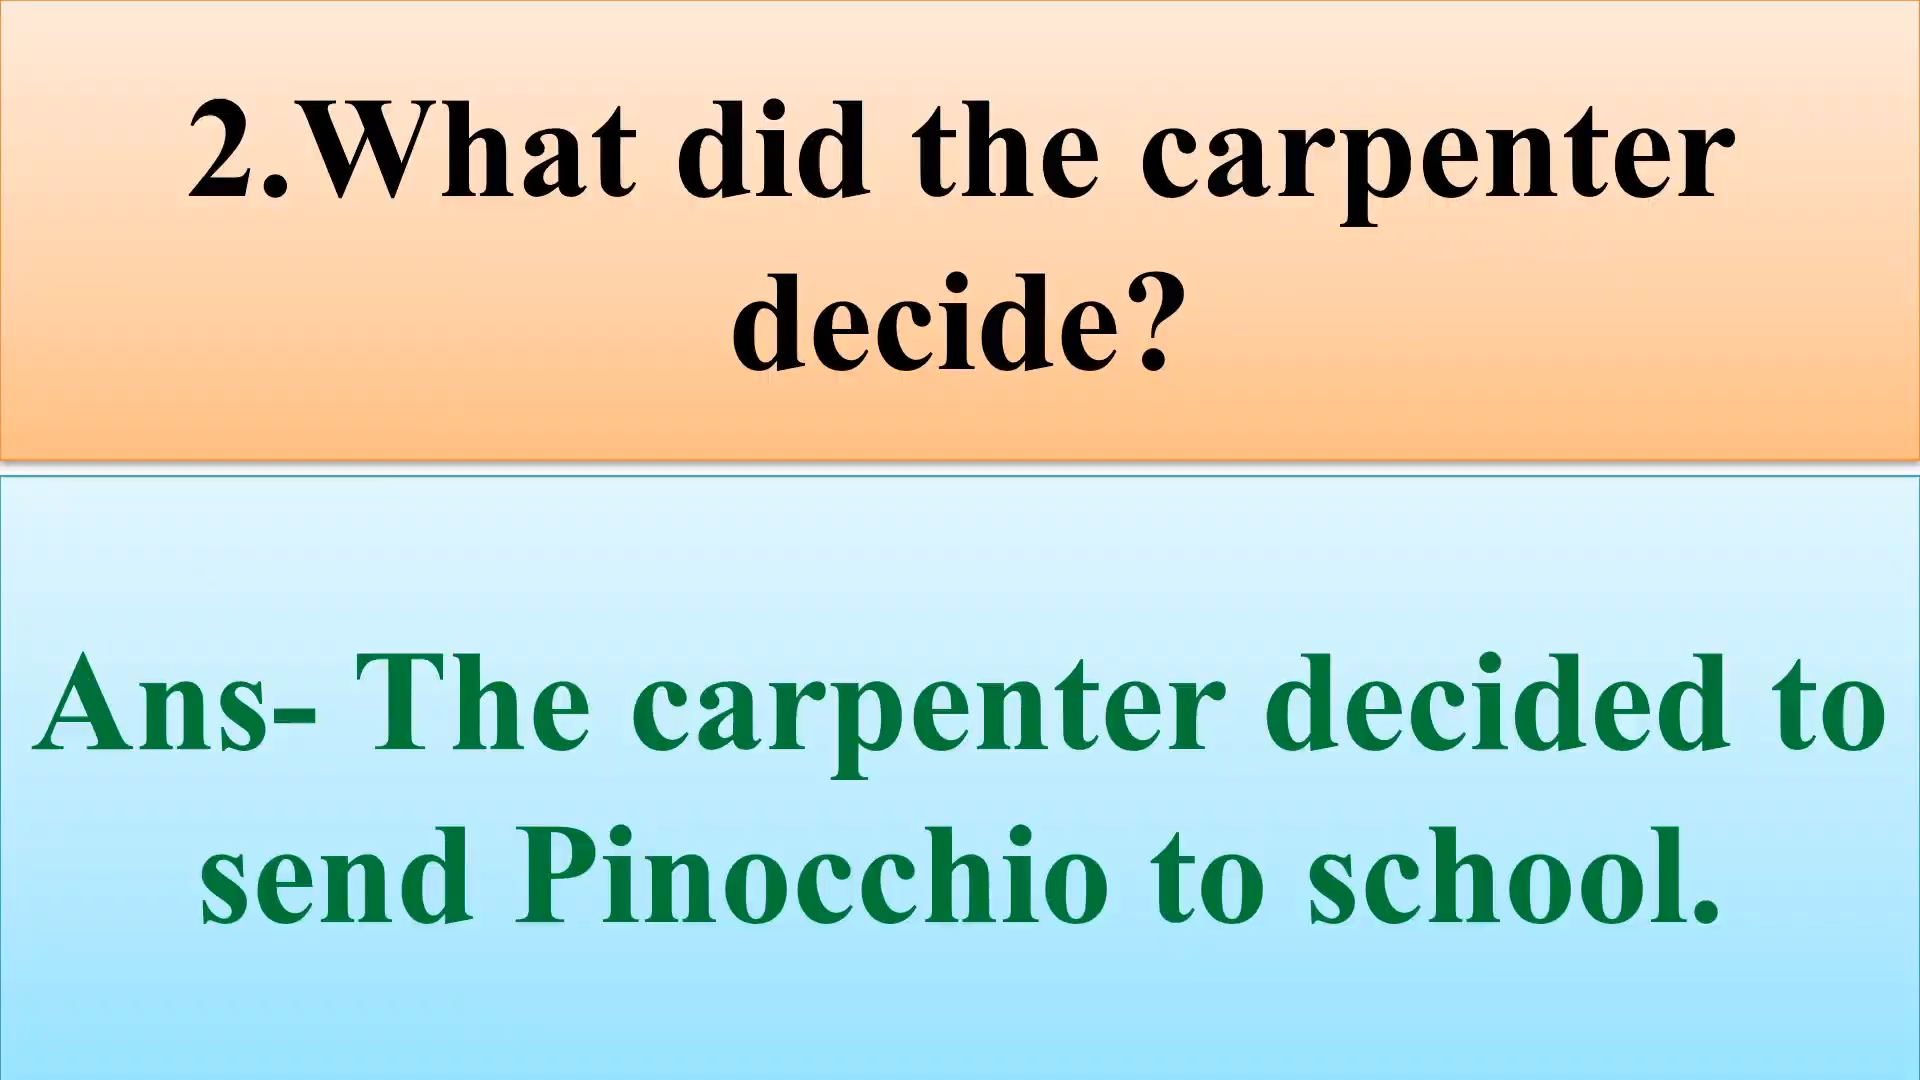 2.What did the carpenter
decide?
Ans- The carpenter decided to
send Pinocchio to school.